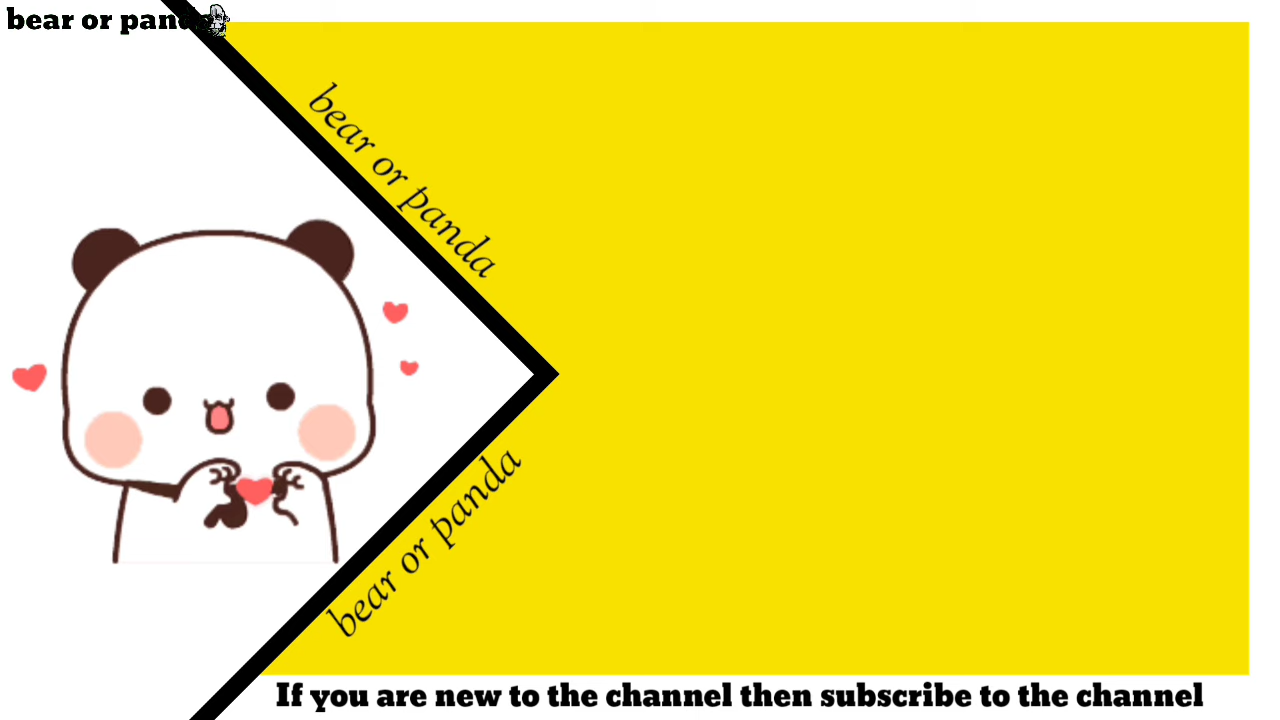 bear or panda
bear or panda
bear or panda
If you are new to the channel then subscribe to the channel